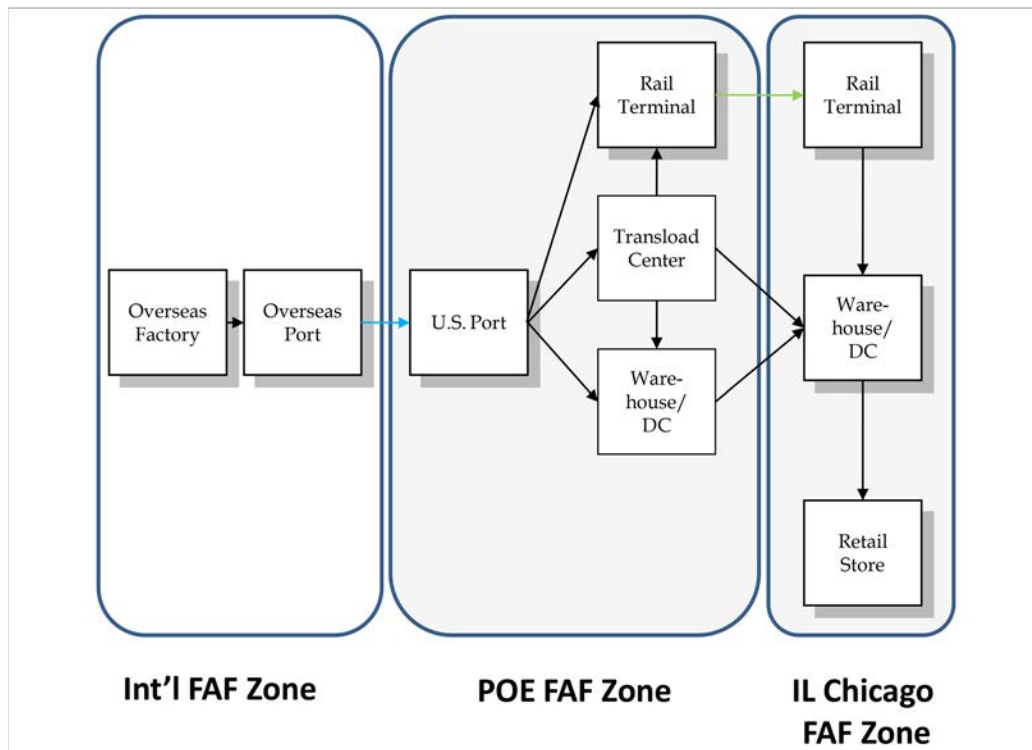 Overseas
Factory
Overseas
Port
U.S. Port
Rail
Terminal
Transload
Center
Ware-
house/
DC
Rail
Terminal
Ware-
house/
DC
Retail
Store
Int'l FAF Zone
POE FAF Zone
IL Chicago
FAF Zone